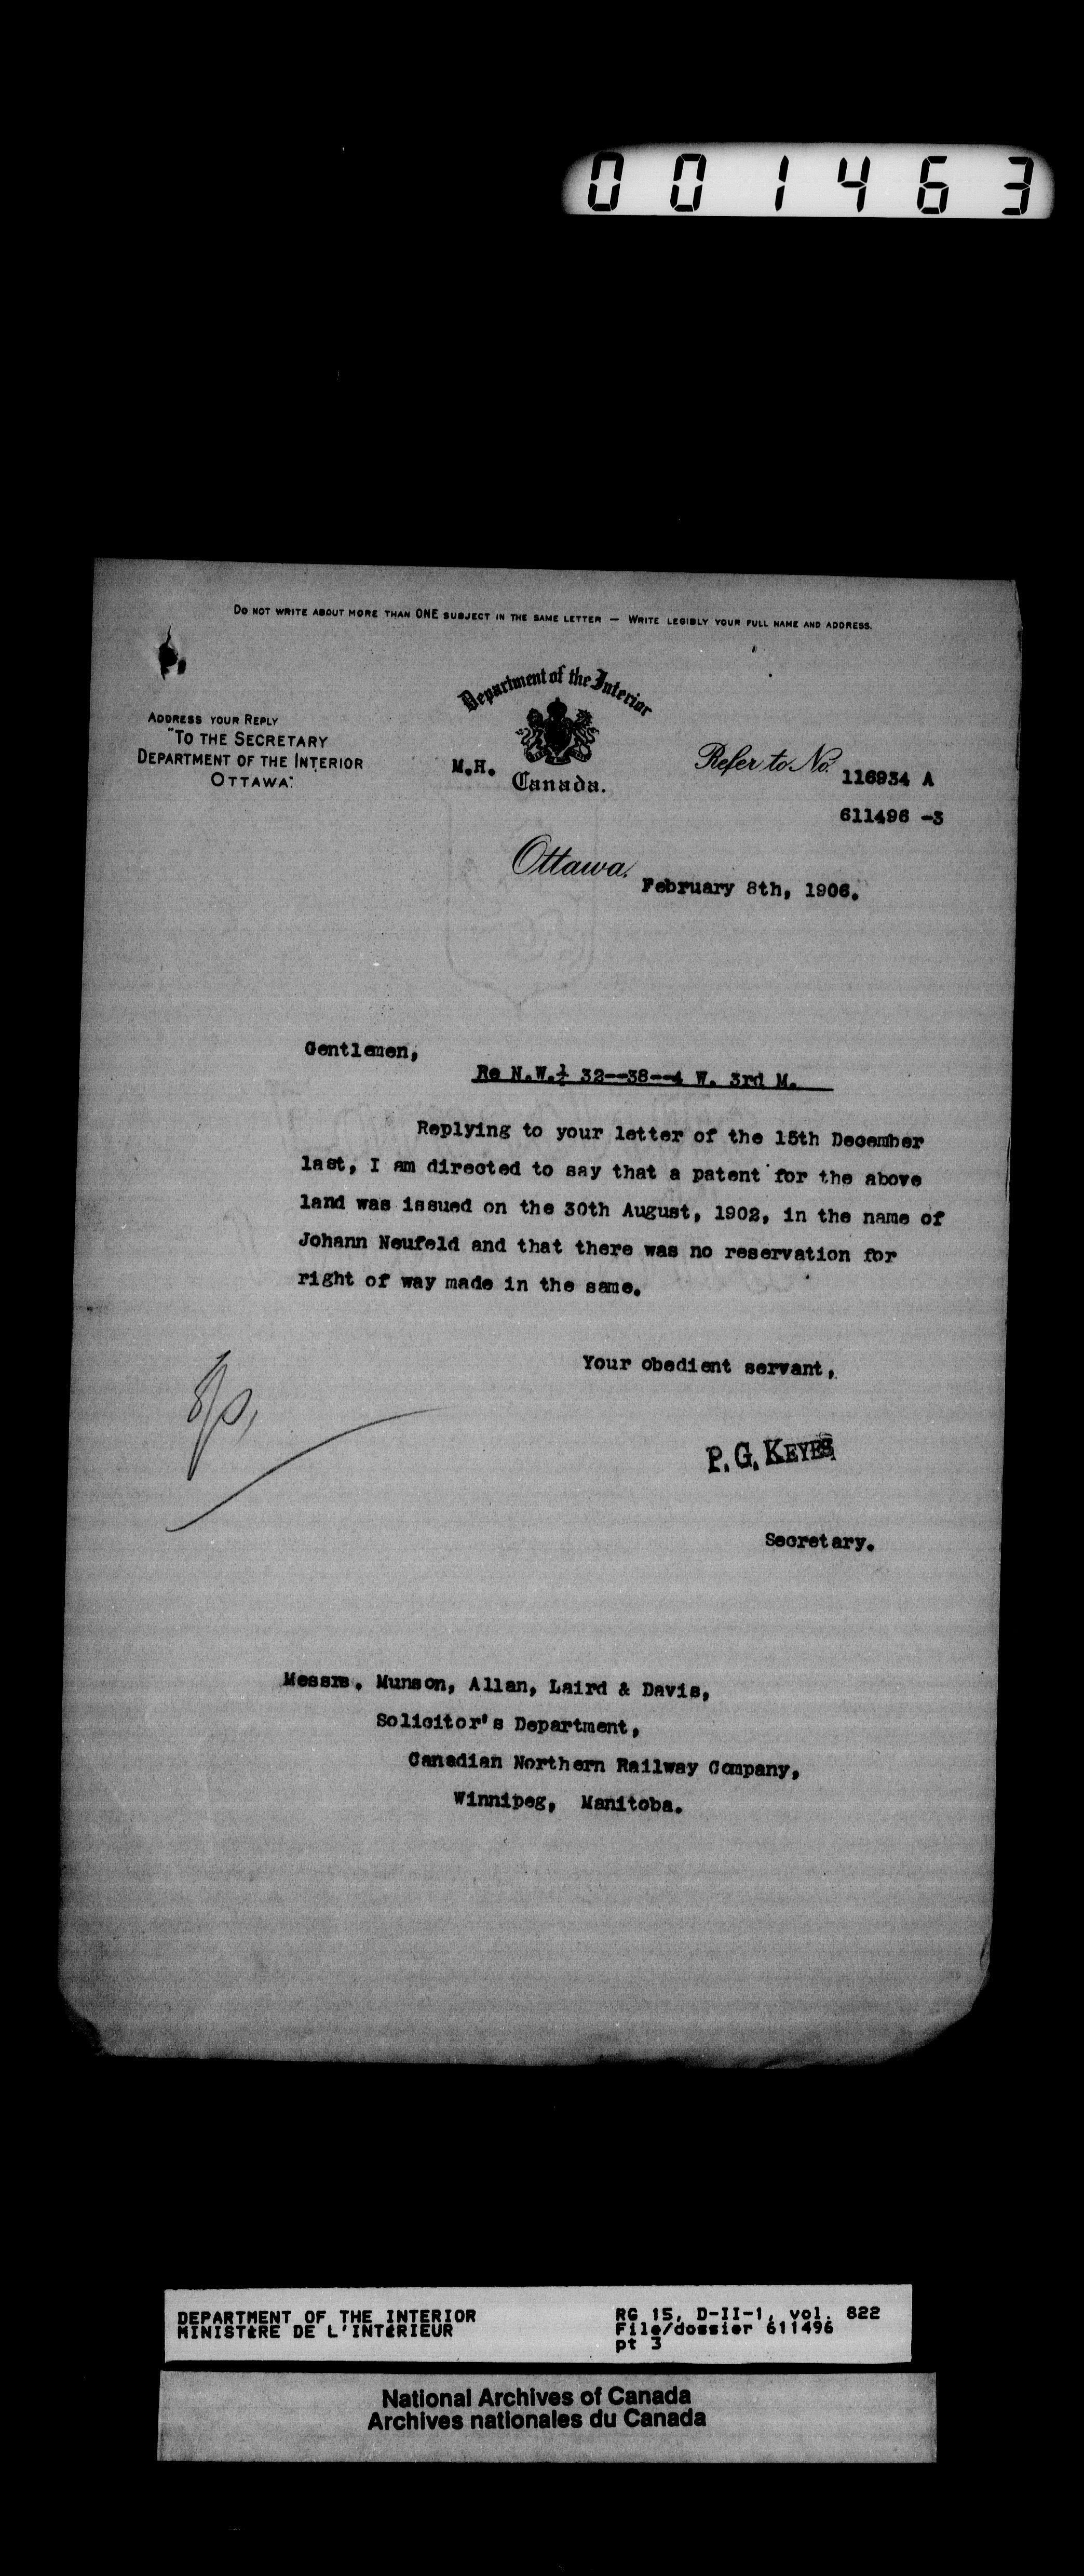 001463
DO NOT WRITE ABOUT MORE THAN ONE SUBJECT IN THE SAME LETTER — WRITE LEGIBLY YOUR FULL NAME AND ADDRESS.
Department of the Interior
ADDRESS YOUR REPLY
"TO THE SECRETARY
DEPARTMENT OF THE INTERIOR
OTTAWA."
M.H.
Canada.
Refer to No.
116934 A
611496 -3
Ottawa,
February 8th, 1906.
Gentlemen,
Re N.W.¼ 32--38--4 W. 3rd M.
Replying to your letter of the 15th December
last, I am directed to say that a patent for the above
land was issued on the 30th August, 1902, in the name of
Johann Neufeld and that there was no reservation for
right of way made in the same.
Your obedient servant,
P. G. KEYES
Secretary.
Messrs. Munson, Allan, Laird & Davis,
Solicitor's Department,
Canadian Northern Railway Company,
Winnipeg, Manitoba.
DEPARTMENT OF THE INTERIOR
MINISTÈRE DE L'INTÉRIEUR
RG 15, D-II-1, vol. 822
File/dossier 611496
pt 3
National Archives of Canada
Archives nationales du Canada